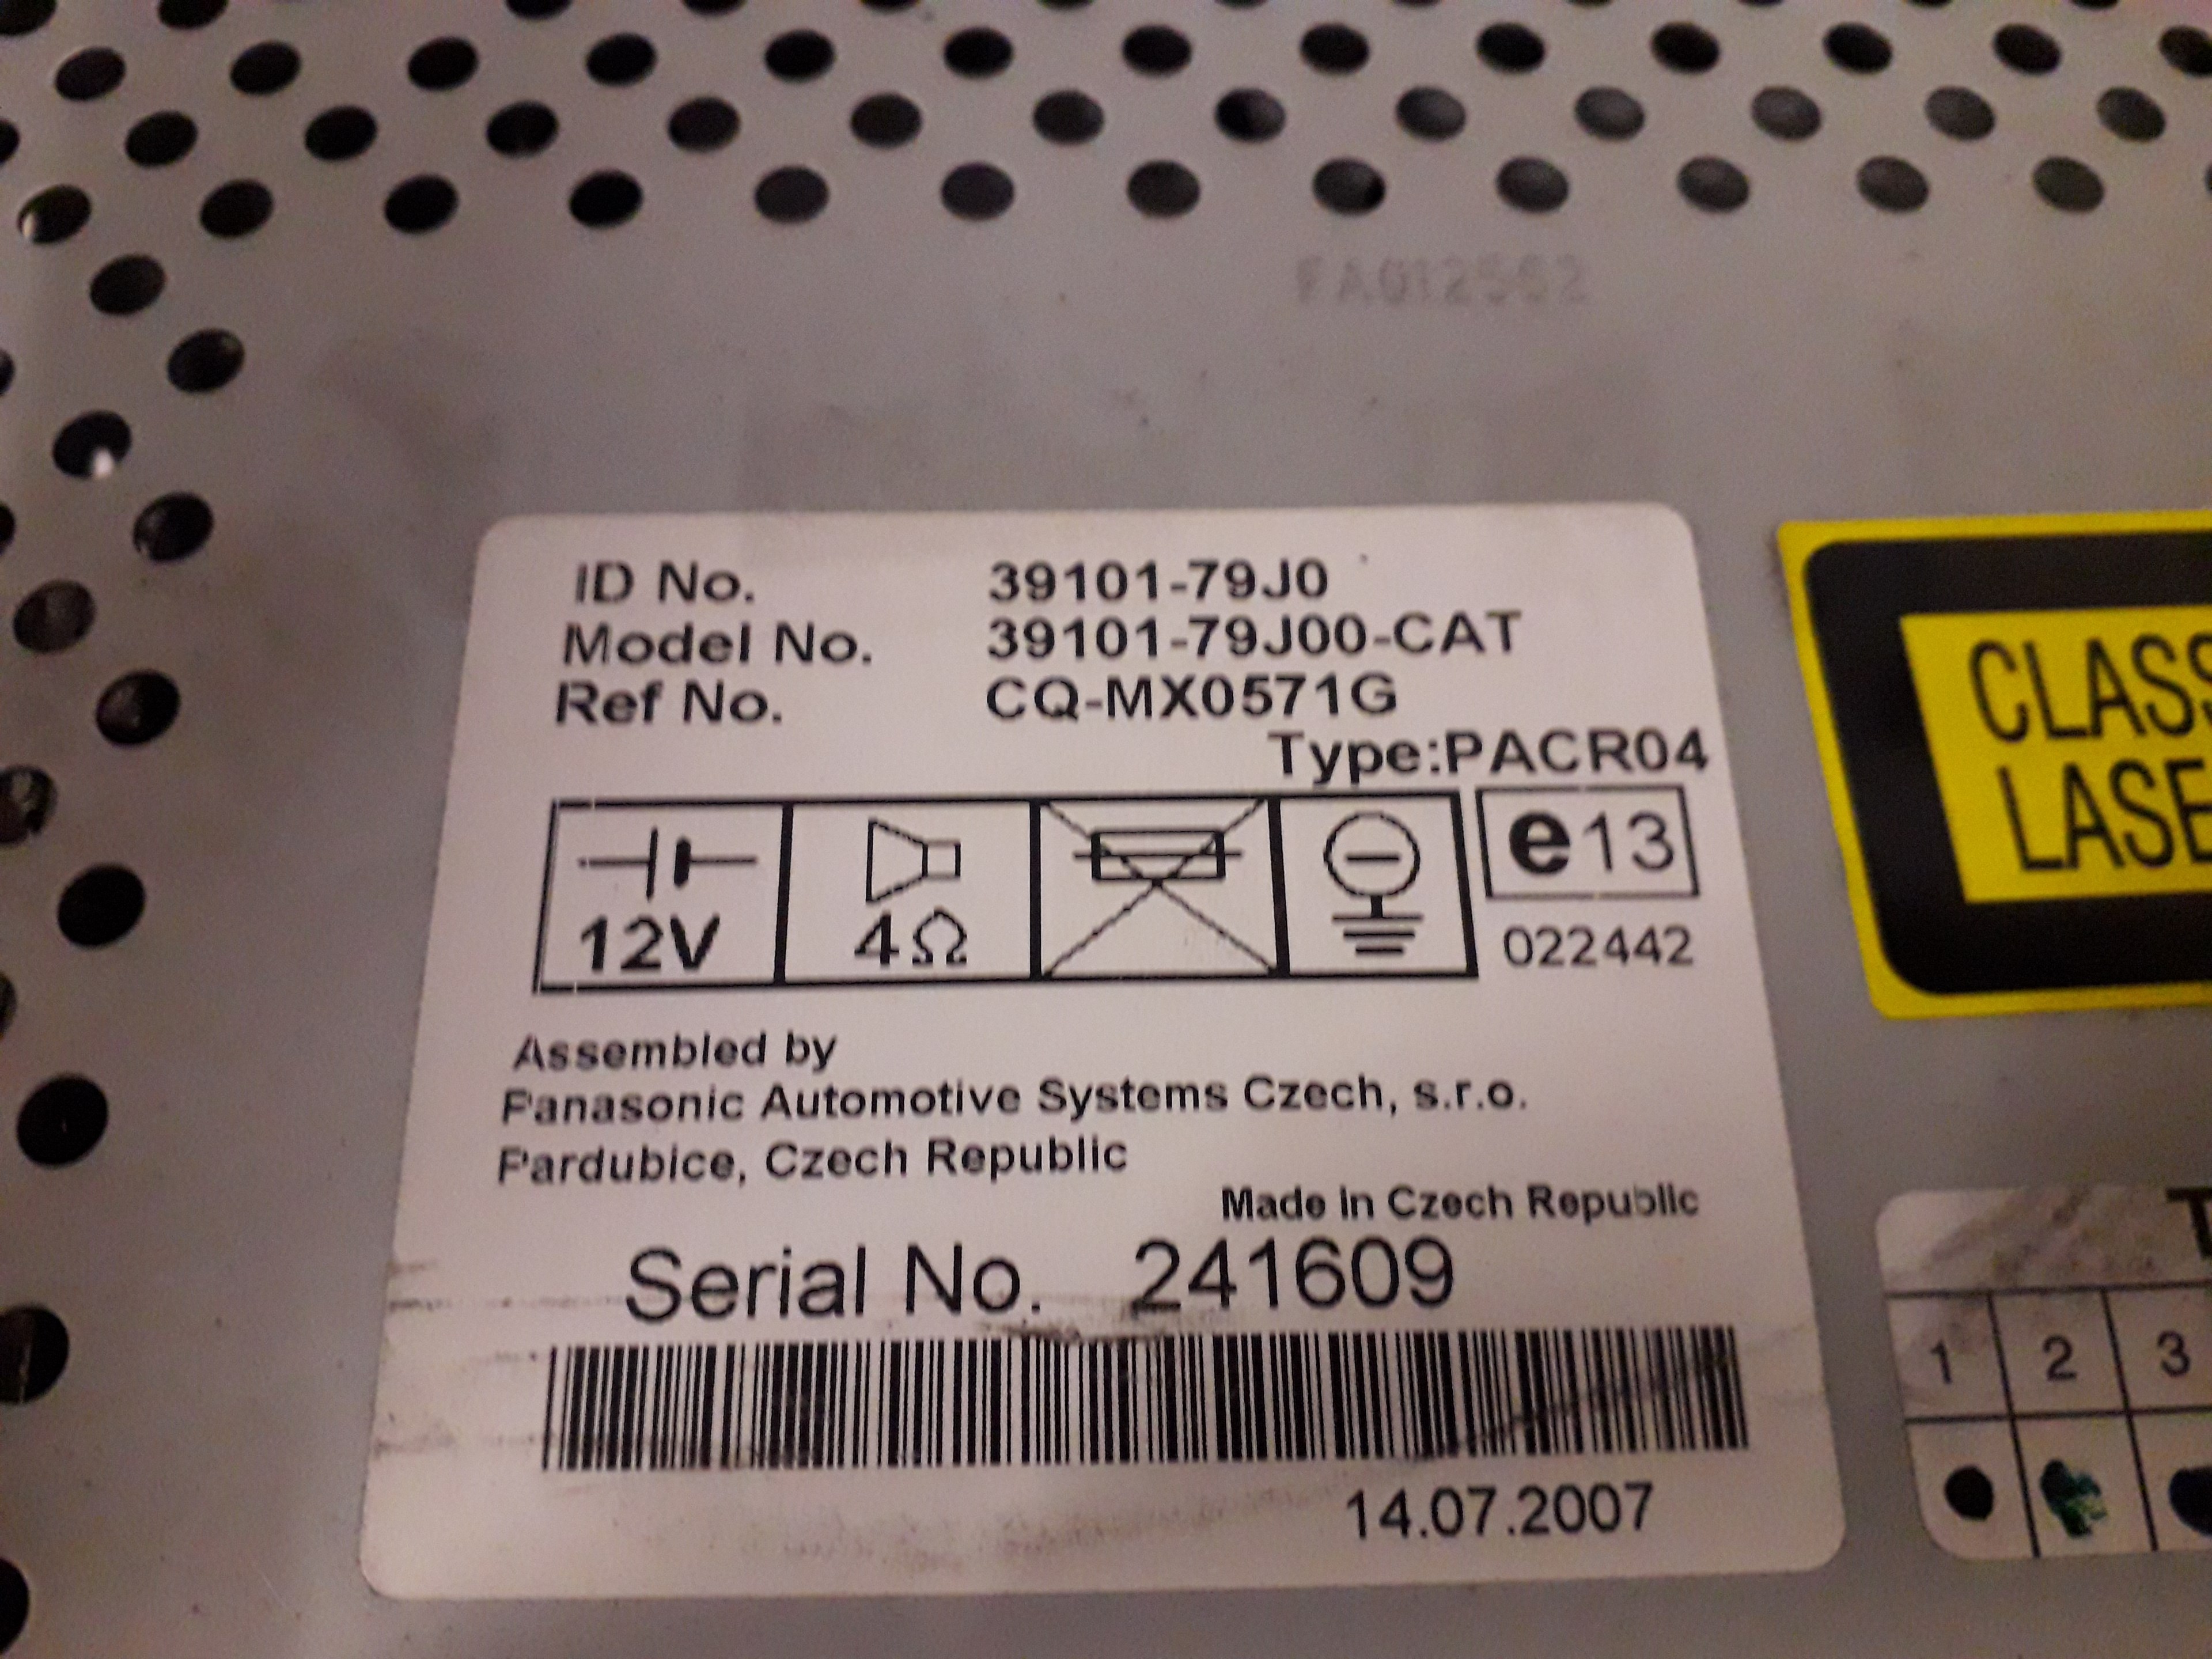 FA012562
ID No. 39101-79J0
Model No. 39101-79J00-CAT
Ref No. CQ-MX0571G
Type:PACR04
12V 4Ω
e13
022442
Assembled by
Panasonic Automotive Systems Czech, s.r.o.
Pardubice, Czech Republic
Made in Czech Republic
Serial No. 241609
14.07.2007
CLASS
LASE
T
1 2 3